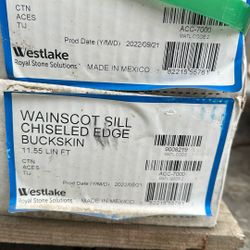 CTN
ACES
TIJ
Prod Date (Y/M/D) 2022/09/21
ACC-7000
Westlake
Royal Stone Solutions
MADE IN MEXICO
WAINSCOT SILL
CHISELED EDGE
BUCKSKIN
11.55 LIN FT
CTN
ACES
TIJ
Prod Date (Y/M/D) 2022/09/21
ACC-7000
Westlake
Royal Stone Solutions
MADE IN MEXICO